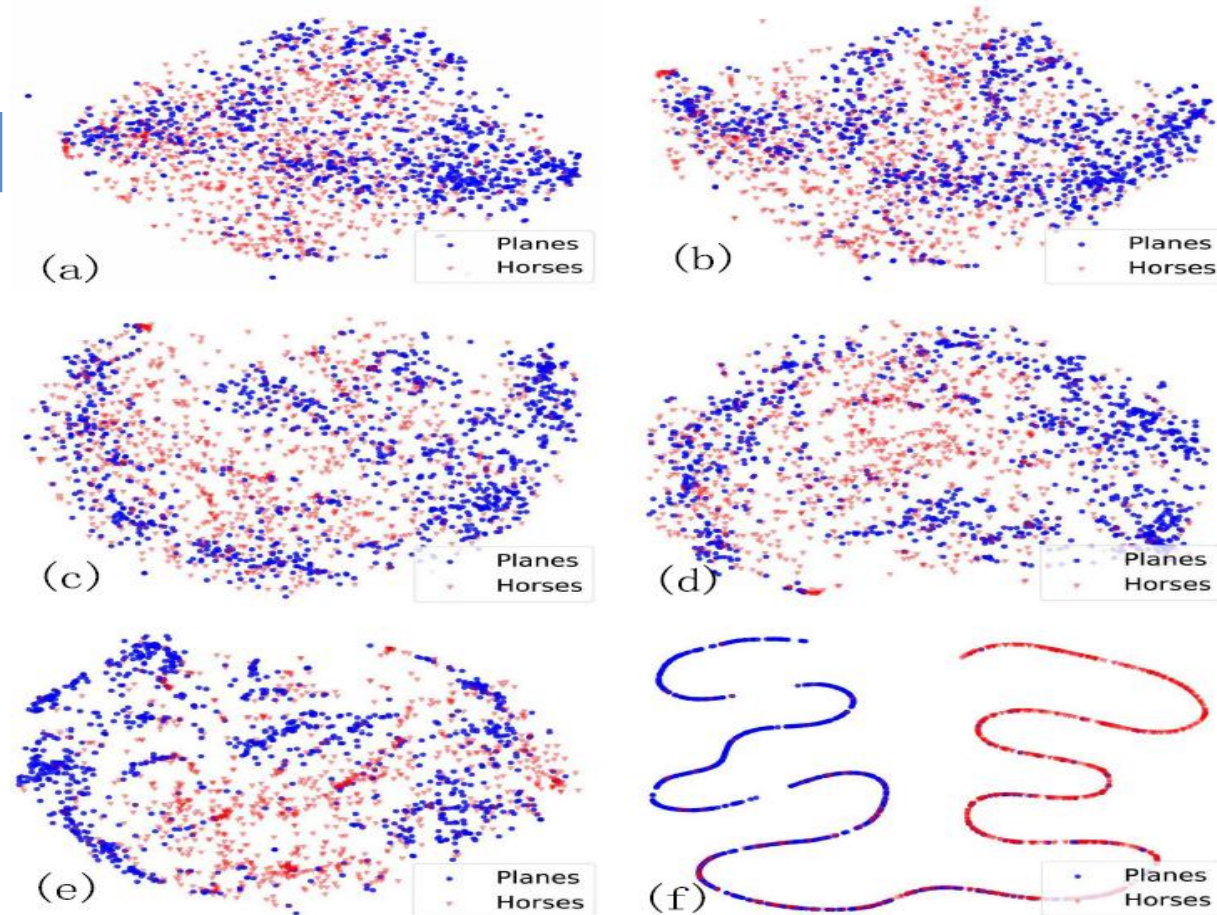 Planes
Horses
(a)
Planes
Horses
(b)
Planes
Horses
(c)
Planes
Horses
(d)
Planes
Horses
(e)
Planes
Horses
(f)